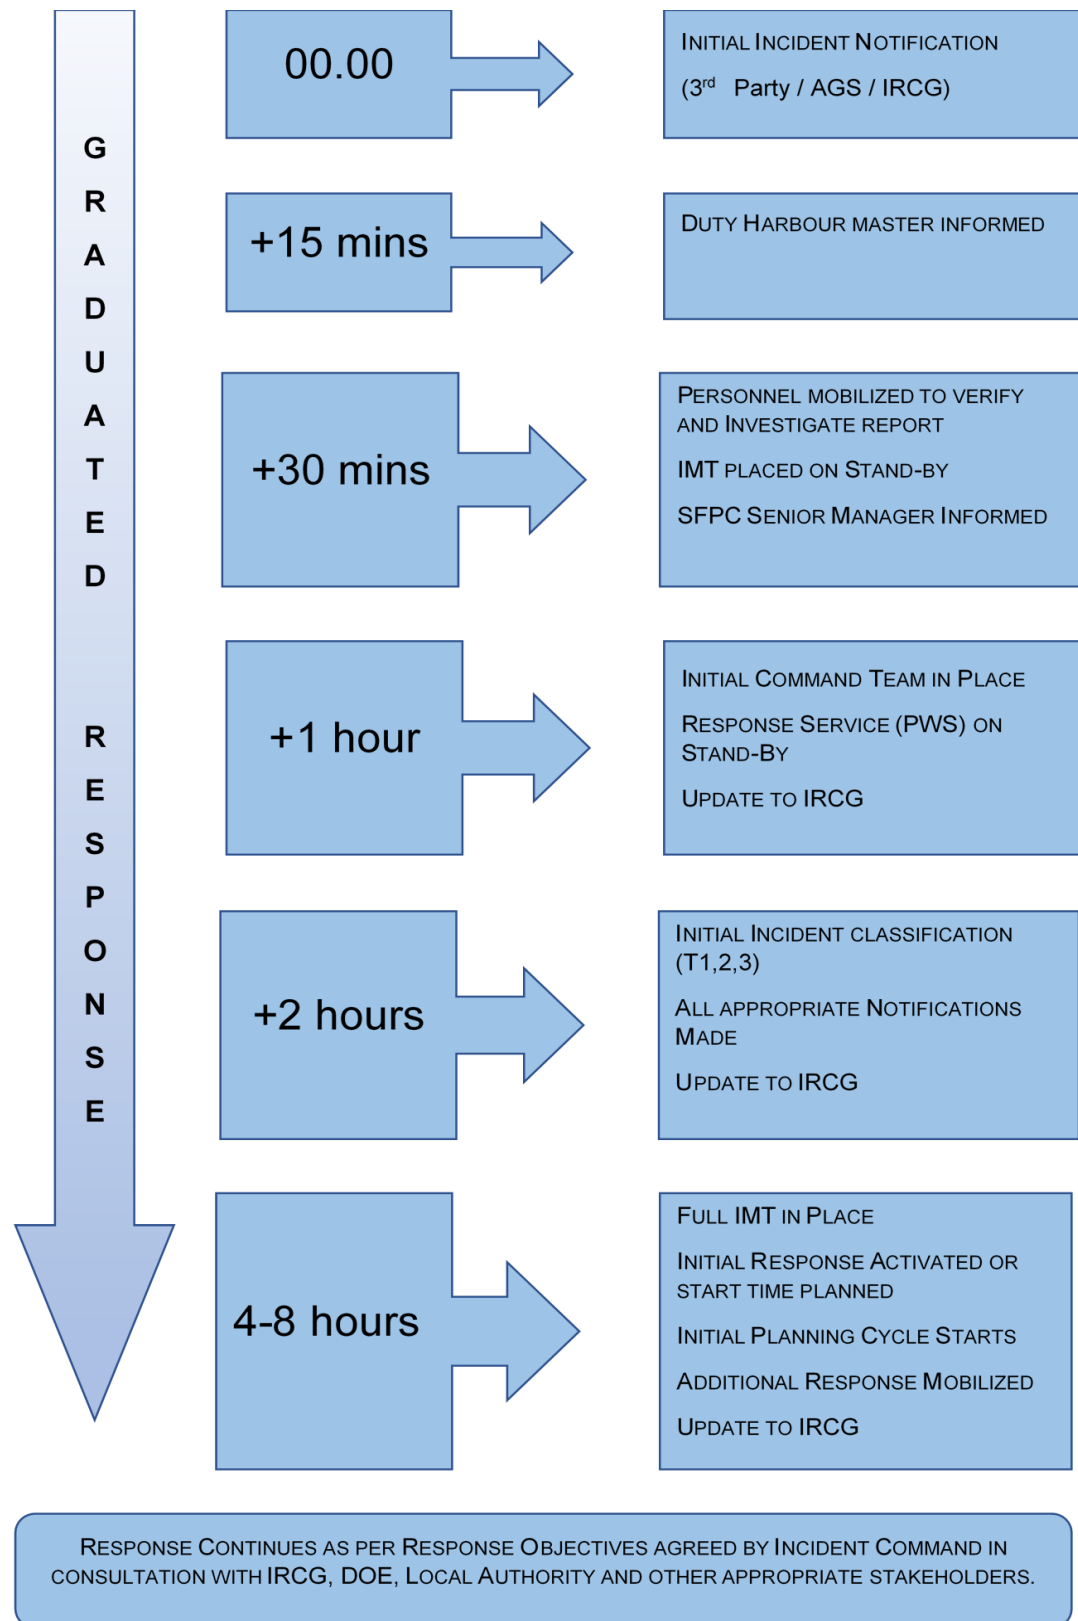 GRADUATED RESPONSE
00.00
INITIAL INCIDENT NOTIFICATION
(3rd Party / AGS / IRCG)
+15 mins
DUTY HARBOUR MASTER INFORMED
+30 mins
PERSONNEL MOBILIZED TO VERIFY
AND INVESTIGATE REPORT
IMT PLACED ON STAND-BY
SFPC SENIOR MANAGER INFORMED
+1 hour
INITIAL COMMAND TEAM IN PLACE
RESPONSE SERVICE (PWS) ON
STAND-BY
UPDATE TO IRCG
+2 hours
INITIAL INCIDENT CLASSIFICATION
(T1,2,3)
ALL APPROPRIATE NOTIFICATIONS
MADE
UPDATE TO IRCG
4-8 hours
FULL IMT IN PLACE
INITIAL RESPONSE ACTIVATED OR
START TIME PLANNED
INITIAL PLANNING CYCLE STARTS
ADDITIONAL RESPONSE MOBILIZED
UPDATE TO IRCG
RESPONSE CONTINUES AS PER RESPONSE OBJECTIVES AGREED BY INCIDENT COMMAND IN
CONSULTATION WITH IRCG, DOE, LOCAL AUTHORITY AND OTHER APPROPRIATE STAKEHOLDERS.